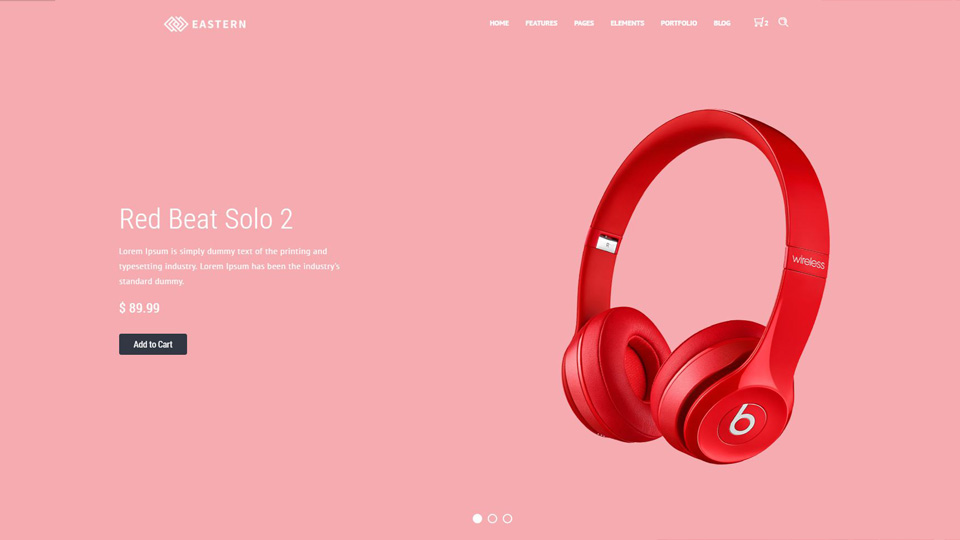 EASTERN
HOME FEATURES PAGES ELEMENTS PORTFOLIO BLOG 2
Red Beat Solo 2
Lorem Ipsum is simply dummy text of the printing and
typesetting industry. Lorem Ipsum has been the industry's
standard dummy.
$ 89.99
Add to Cart
wireless
b